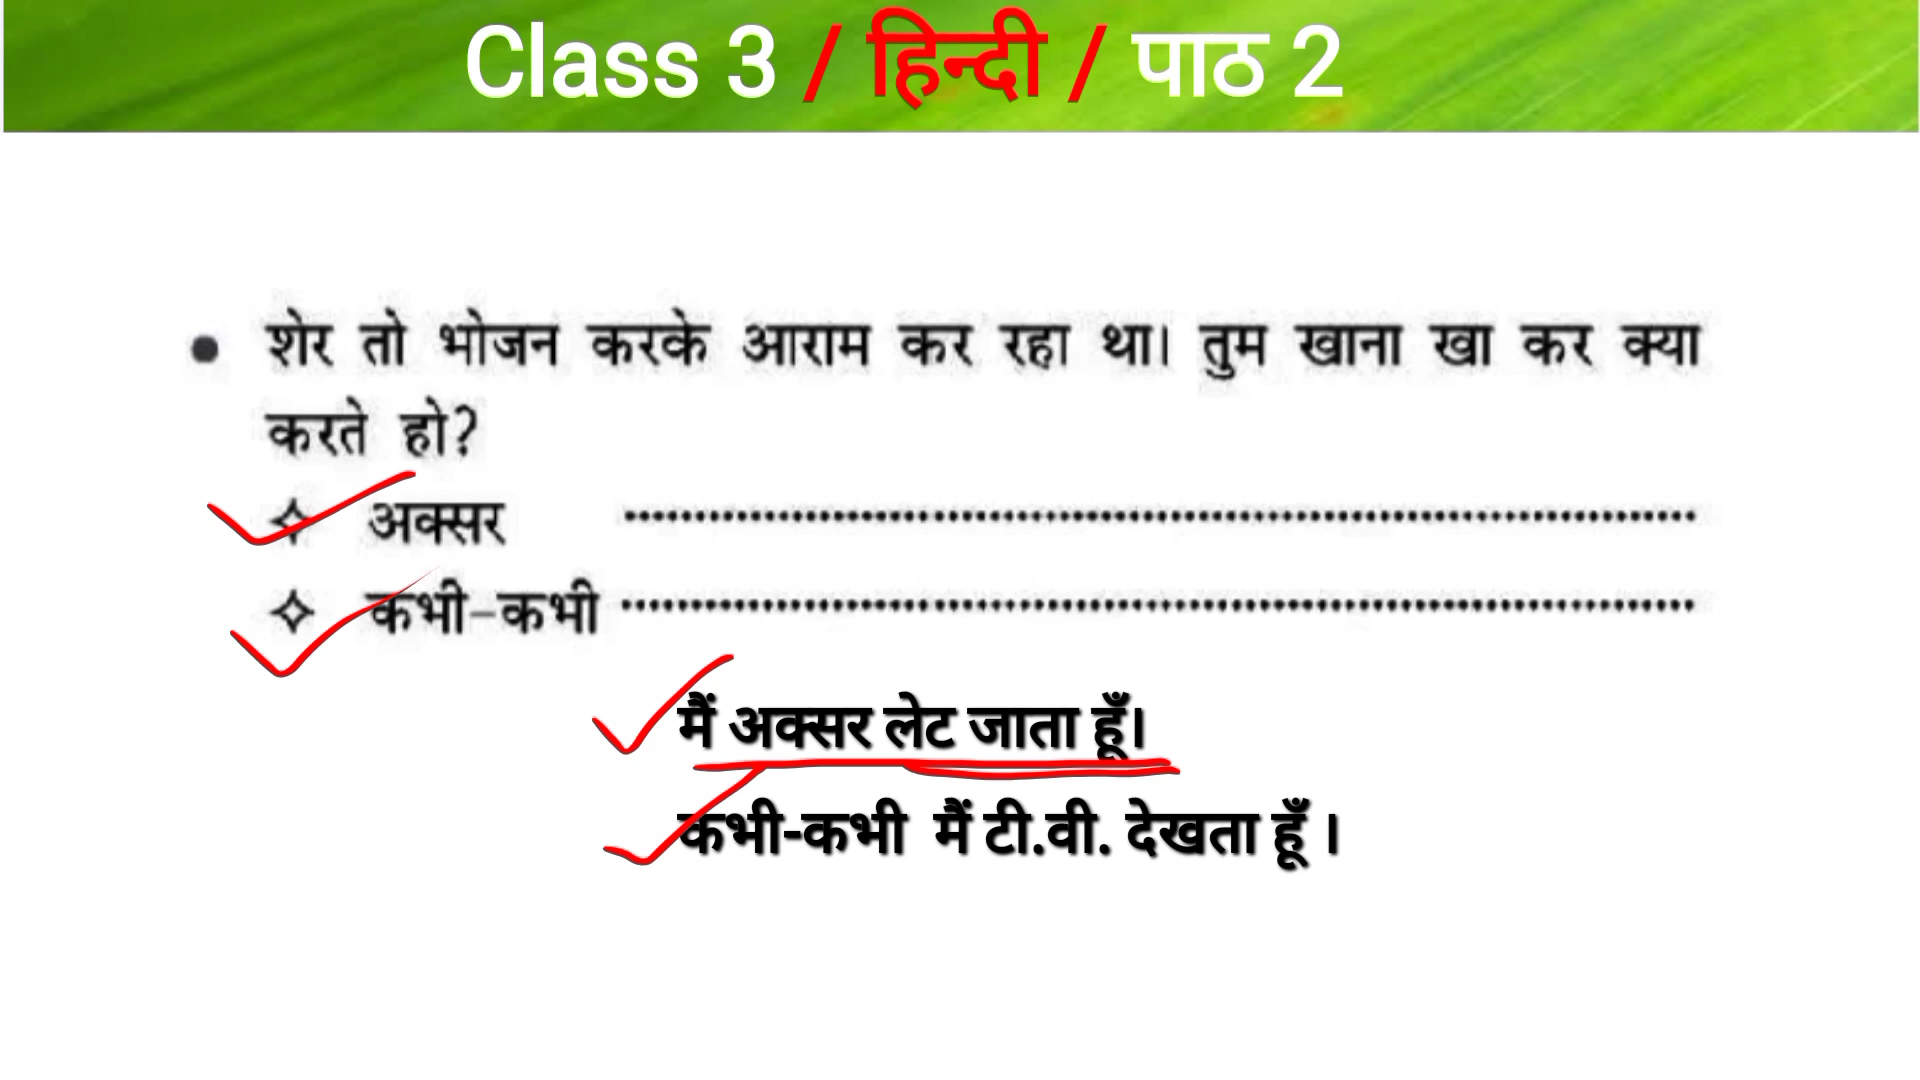 Class 3 / हिन्दी / पाठ 2
शेर तो भोजन करके आराम कर रहा था। तुम खाना खा कर क्या
करते हो?
अक्सर ........................................................
कभी-कभी ........................................................
मैं अक्सर लेट जाता हूँ।
कभी-कभी मैं टी.वी. देखता हूँ ।